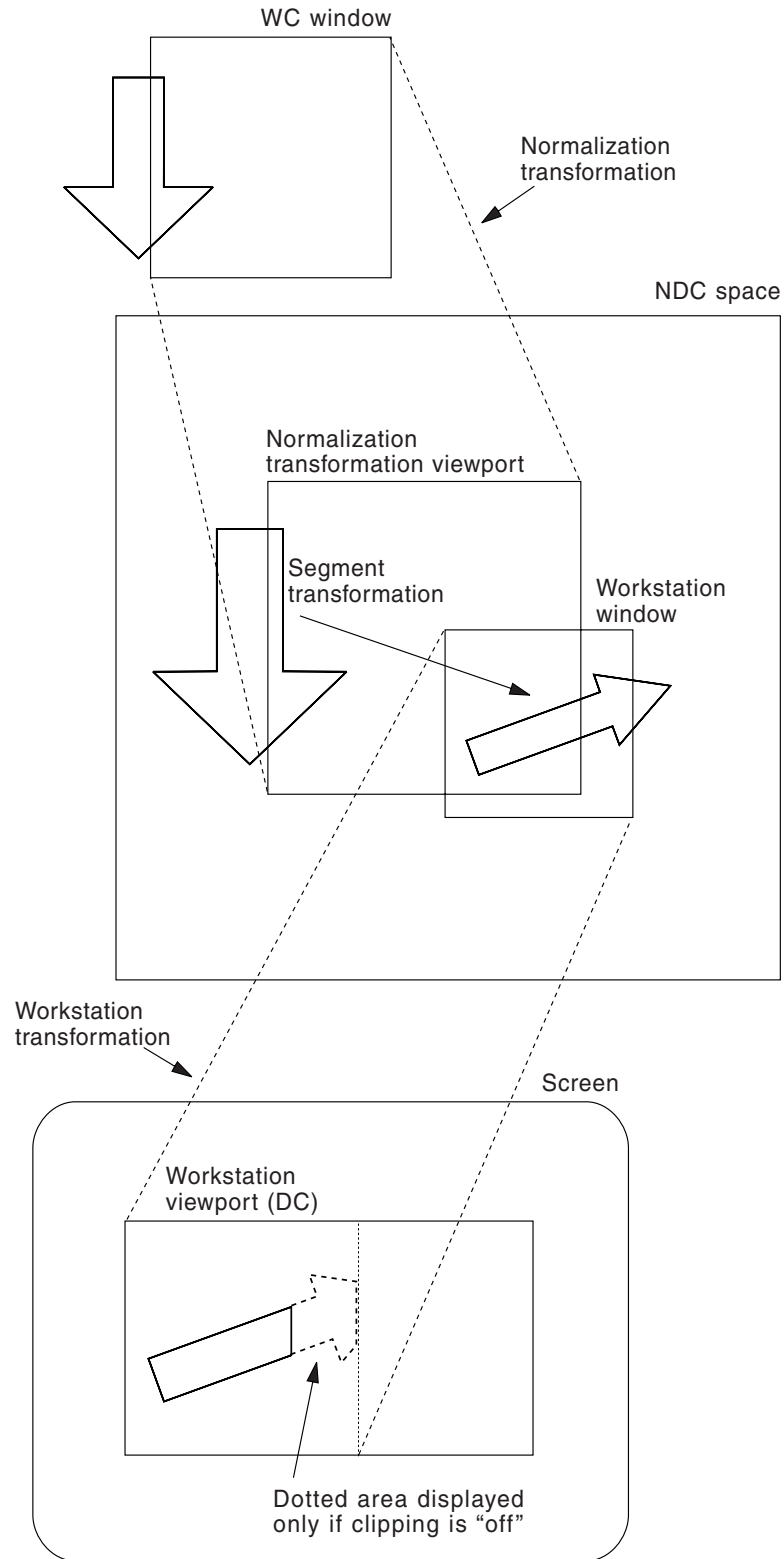 WC window
Normalization
transformation
NDC space
Normalization
transformation viewport
Segment
transformation
Workstation
window
Workstation
transformation
Screen
Workstation
viewport (DC)
Dotted area displayed
only if clipping is “off”